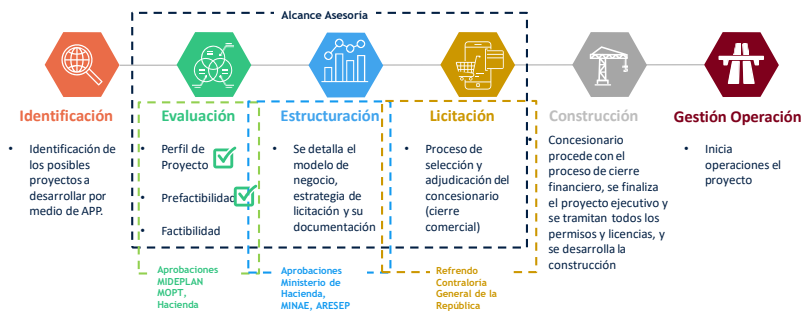 Alcance Asesoría
Identificación
• Identificación de
los posibles
proyectos a
desarrollar por
medio de APP.
Evaluación
• Perfil de
Proyecto
• Prefactibilidad
• Factibilidad
Aprobaciones
MIDEPLAN
MOPT,
Hacienda
Estructuración
• Se detalla el
modelo de
negocio,
estrategia de
licitación y su
documentación
Aprobaciones
Ministerio de
Hacienda,
MINAE, ARESEP
Licitación
• Proceso de
selección y
adjudicación del
concesionario
(cierre
comercial)
Refrendo
Contraloría
General de la
República
Construcción
• Concesionario
procede con el
proceso de cierre
financiero, se finaliza
el proyecto ejecutivo y
se tramitan todos los
permisos y licencias, y
se desarrolla la
construcción
Gestión Operación
• Inicia
operaciones el
proyecto